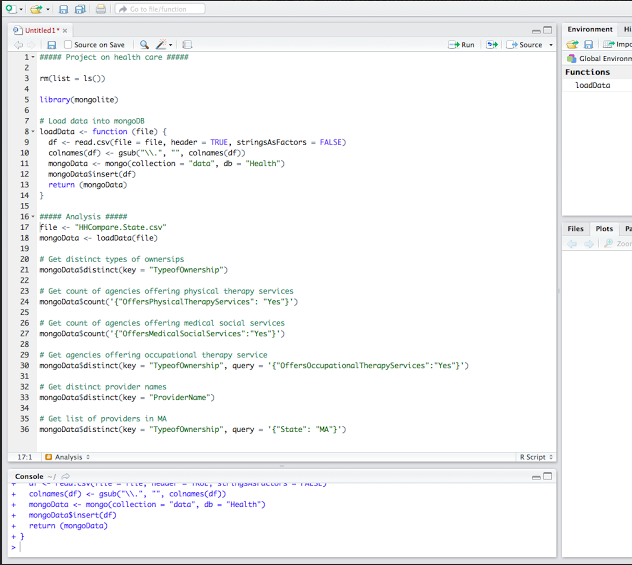 Go to file/function
Untitled1* ×
Source on Save
Run
Source
1 ##### Project on health care #####
2
3 rm(list = ls())
4
5 library(mongolite)
6
7 # Load data into mongoDB
8 loadData <- function (file) {
9 df <- read.csv(file = file, header = TRUE, stringsAsFactors = FALSE)
10 colnames(df) <- gsub("\\.", "", colnames(df))
11 mongoData <- mongo(collection = "data", db = "Health")
12 mongoData$insert(df)
13 return (mongoData)
14 }
15
16 ##### Analysis #####
17 file <- "HHCompare.State.csv"
18 mongoData <- loadData(file)
19
20 # Get distinct types of ownersips
21 mongoData$distinct(key = "TypeofOwnership")
22
23 # Get count of agencies offering physical therapy services
24 mongoData$count('{"OffersPhysicalTherapyServices": "Yes"}')
25
26 # Get count of agencies offering medical social services
27 mongoData$count('{"OffersMedicalSocialServices":"Yes"}')
28
29 # Get agencies offering occupational therapy service
30 mongoData$distinct(key = "TypeofOwnership", query = '{"OffersOccupationalTherapyServices":"Yes"}')
31
32 # Get distinct provider names
33 mongoData$distinct(key = "ProviderName")
34
35 # Get list of providers in MA
36 mongoData$distinct(key = "TypeofOwnership", query = '{"State": "MA"}')
17:1 Analysis R Script
Console ~/
+ df <- read.csv(file = file, header = TRUE, stringsAsFactors = FALSE)
+ colnames(df) <- gsub("\\.", "", colnames(df))
+ mongoData <- mongo(collection = "data", db = "Health")
+ mongoData$insert(df)
+ return (mongoData)
+ }
>
Environment Hi
Impo
Global Environm
Functions
loadData
Files Plots Pa
Zoor